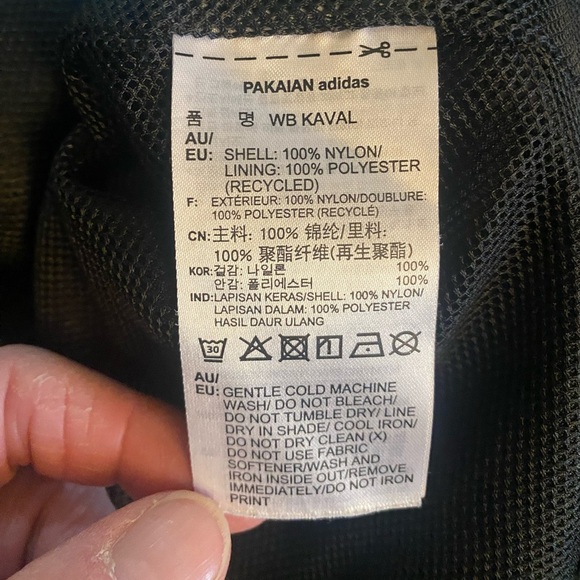 PAKAIAN adidas
품 명 WB KAVAL
AU/
EU: SHELL: 100% NYLON/
LINING: 100% POLYESTER
(RECYCLED)
F: EXTÉRIEUR: 100% NYLON/DOUBLURE:
100% POLYESTER (RECYCLÉ)
CN: 主料: 100% 锦纶/里料:
100% 聚酯纤维(再生聚酯)
KOR: 겉감: 나일론 100%
안감: 폴리에스터 100%
IND: LAPISAN KERAS/SHELL: 100% NYLON/
LAPISAN DALAM: 100% POLYESTER
HASIL DAUR ULANG
30
AU/
EU: GENTLE COLD MACHINE
WASH/ DO NOT BLEACH/
DO NOT TUMBLE DRY/ LINE
DRY IN SHADE/ COOL IRON/
DO NOT DRY CLEAN (X)
DO NOT USE FABRIC
SOFTENER/WASH AND
IRON INSIDE OUT/REMOVE
IMMEDIATELY/DO NOT IRON
PRINT